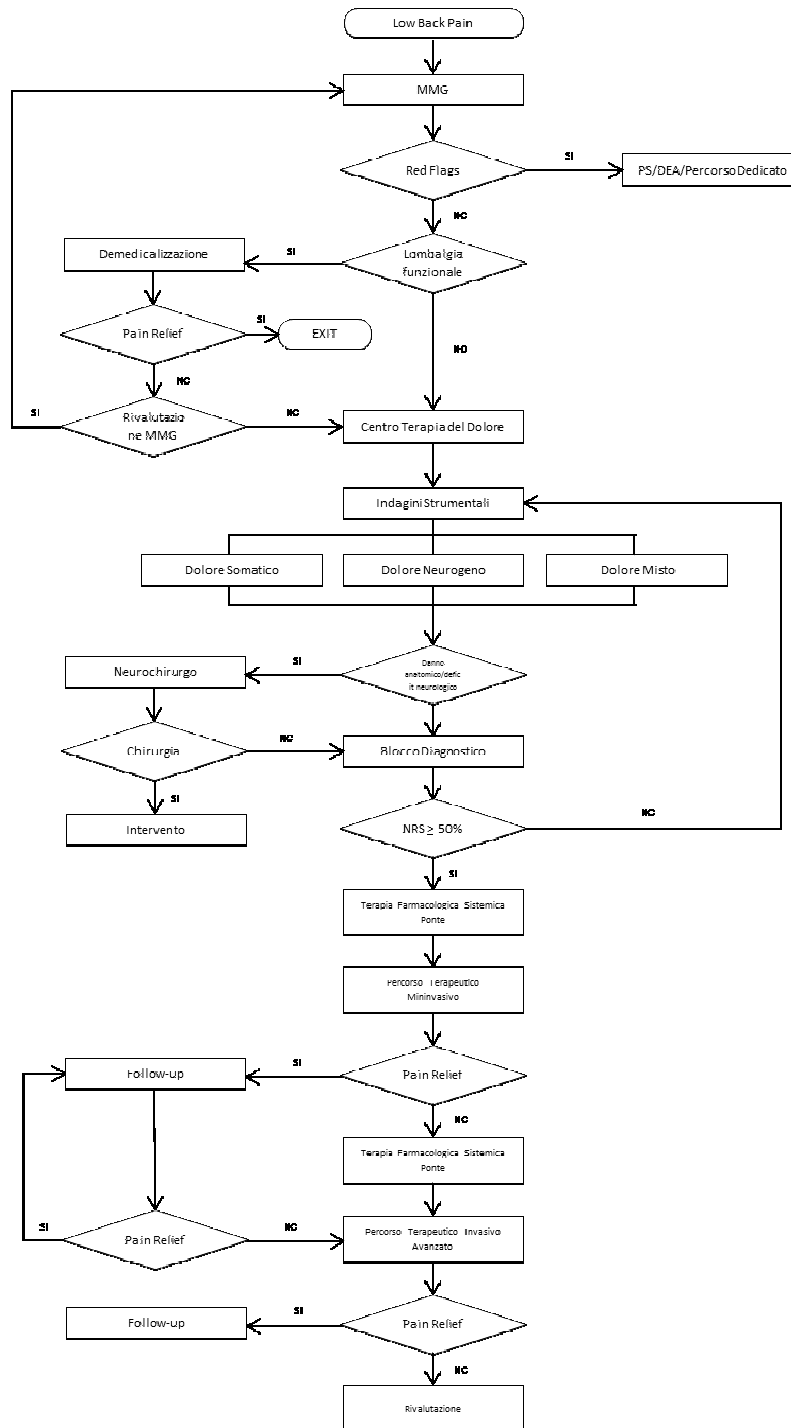 Low Back Pain
MMG
Red Flags
SI
PS/DEA/Percorso Dedicato
NO
Lombalgia
funzionale
SI
Demedicalizzazione
Pain Relief
SI
EXIT
NO
NO
Rivalutazio
ne MMG
SI
NO
Centro Terapia del Dolore
Indagini Strumentali
Dolore Somatico
Dolore Neurogeno
Dolore Misto
Danno
anatomico/defic
it neurologico
SI
Neurochirurgo
Chirurgia
NO
Blocco Diagnostico
SI
Intervento
NRS ≥ 50%
NO
SI
Terapia Farmacologica Sistemica
Ponte
Percorso Terapeutico
Mininvasivo
Pain Relief
SI
Follow-up
NO
Terapia Farmacologica Sistemica
Ponte
Pain Relief
SI
NO
Percorso Terapeutico Invasivo
Avanzato
Pain Relief
SI
Follow-up
NO
Rivalutazione